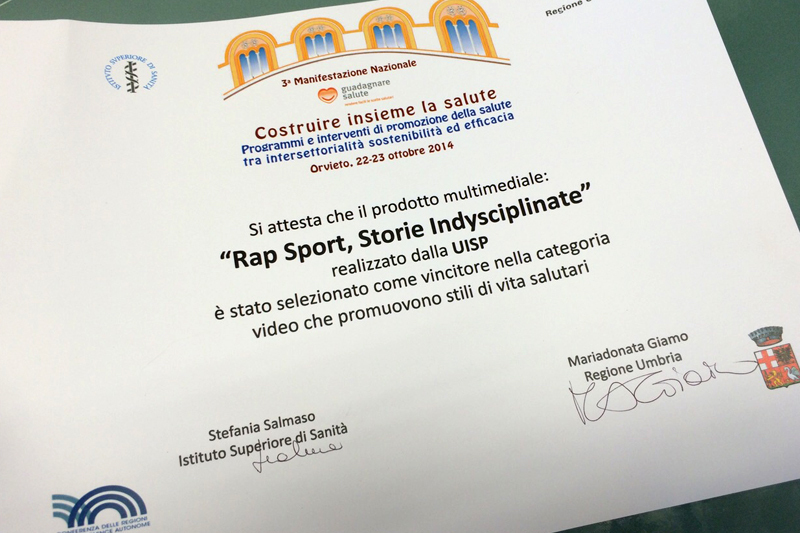 Regione
ISTITUTO SUPERIORE DI SANITÀ
3ª Manifestazione Nazionale
guadagnare
salute
Costruire insieme la salute
Programmi e interventi di promozione della salute
tra intersettorialità sostenibilità ed efficacia
Orvieto, 22-23 ottobre 2014
Si attesta che il prodotto multimediale:
“Rap Sport, Storie Indysciplinate”
realizzato dalla UISP
è stato selezionato come vincitore nella categoria
video che promuovono stili di vita salutari
Mariadonata Giamo
Regione Umbria
Stefania Salmaso
Istituto Superiore di Sanità
CONFERENZA DELLE REGIONI
AUTONOME